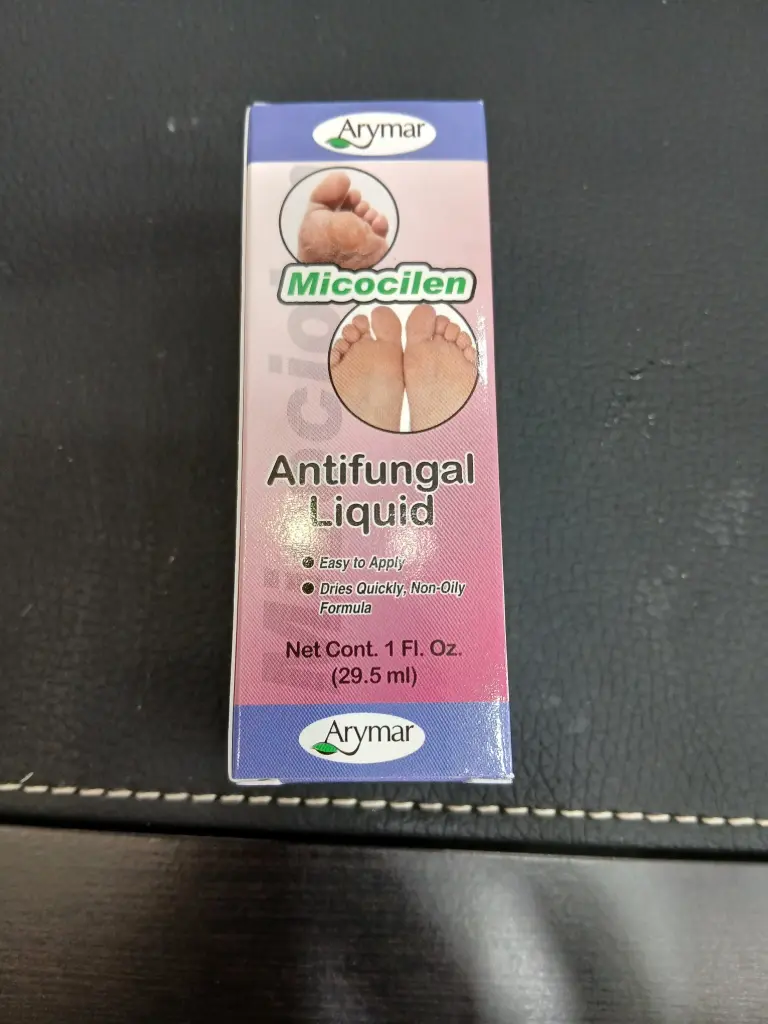 Arymar
Micocilen
Antifungal
Liquid
Easy to Apply
Dries Quickly, Non-Oily
Formula
Net Cont. 1 Fl. Oz.
(29.5 ml)
Arymar